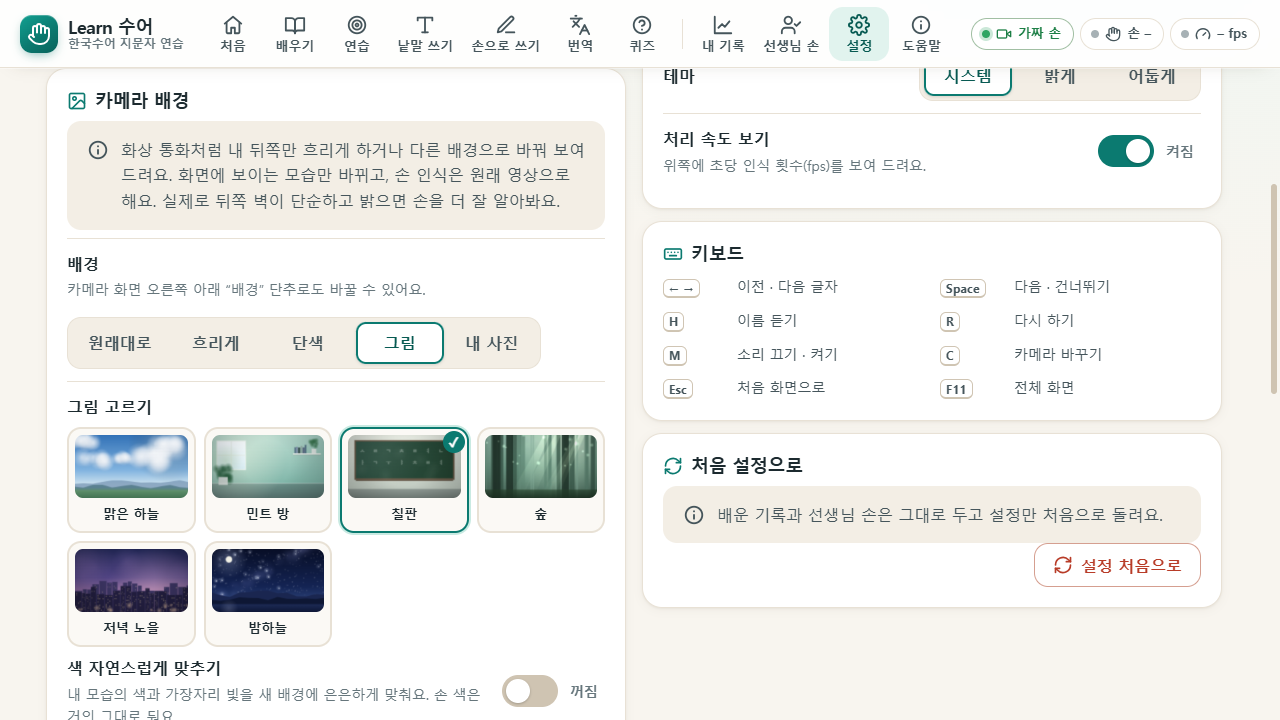 Learn 수어
한국수어 지문자 연습
처음
배우기
연습
낱말 쓰기
손으로 쓰기
번역
퀴즈
내 기록
선생님 손
설정
도움말
가짜 손
손 –
– fps
카메라 배경
화상 통화처럼 내 뒤쪽만 흐리게 하거나 다른 배경으로 바꿔 보여
드려요. 화면에 보이는 모습만 바뀌고, 손 인식은 원래 영상으로
해요. 실제로 뒤쪽 벽이 단순하고 밝으면 손을 더 잘 알아봐요.
배경
카메라 화면 오른쪽 아래 “배경” 단추로도 바꿀 수 있어요.
원래대로
흐리게
단색
그림
내 사진
그림 고르기
맑은 하늘
민트 방
칠판
숲
저녁 노을
밤하늘
색 자연스럽게 맞추기
내 모습의 색과 가장자리 빛을 새 배경에 은은하게 맞춰요. 손 색은
거의 그대로 둬요
꺼짐
테마
시스템
밝게
어둡게
처리 속도 보기
위쪽에 초당 인식 횟수(fps)를 보여 드려요.
켜짐
키보드
← →
이전 · 다음 글자
Space
다음 · 건너뛰기
H
이름 듣기
R
다시 하기
M
소리 끄기 · 켜기
C
카메라 바꾸기
Esc
처음 화면으로
F11
전체 화면
처음 설정으로
배운 기록과 선생님 손은 그대로 두고 설정만 처음으로 돌려요.
설정 처음으로